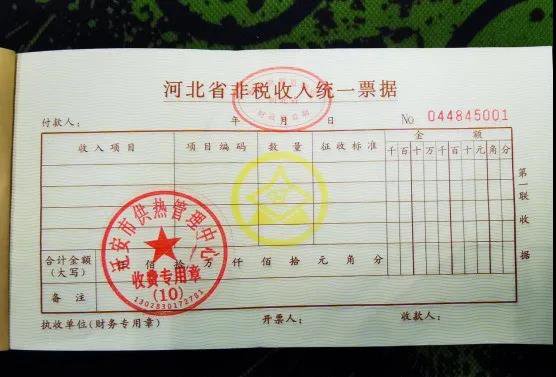 河北省非税收入统一票据
付款人： 年 月 日 No 044845001
收入项目 项目编码 数量 征收标准 金额
千百十万千百十元角分
第一联 收据
迁安市供热管理中心
收费专用章
(10)
1302830172781
合计金额(大写) 佰拾万仟佰拾元角分
备注
执收单位(财务专用章) 开票人： 收款人：